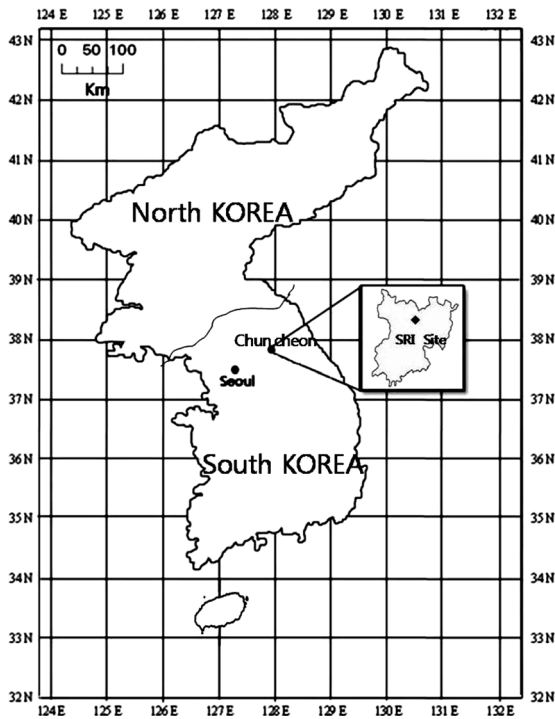 124 E 125 E 126 E 127 E 128 E 129 E 130 E 131 E 132 E
43 N 43 N
0 50 100
Km
42 N 42 N
41 N 41 N
North KOREA
40 N 40 N
39 N 39 N
38 N 38 N
Chun cheon
SRI Site
Seoul
37 N 37 N
36 N 36 N
South KOREA
35 N 35 N
34 N 34 N
33 N 33 N
32 N 32 N
124 E 125 E 126 E 127 E 128 E 129 E 130 E 131 E 132 E